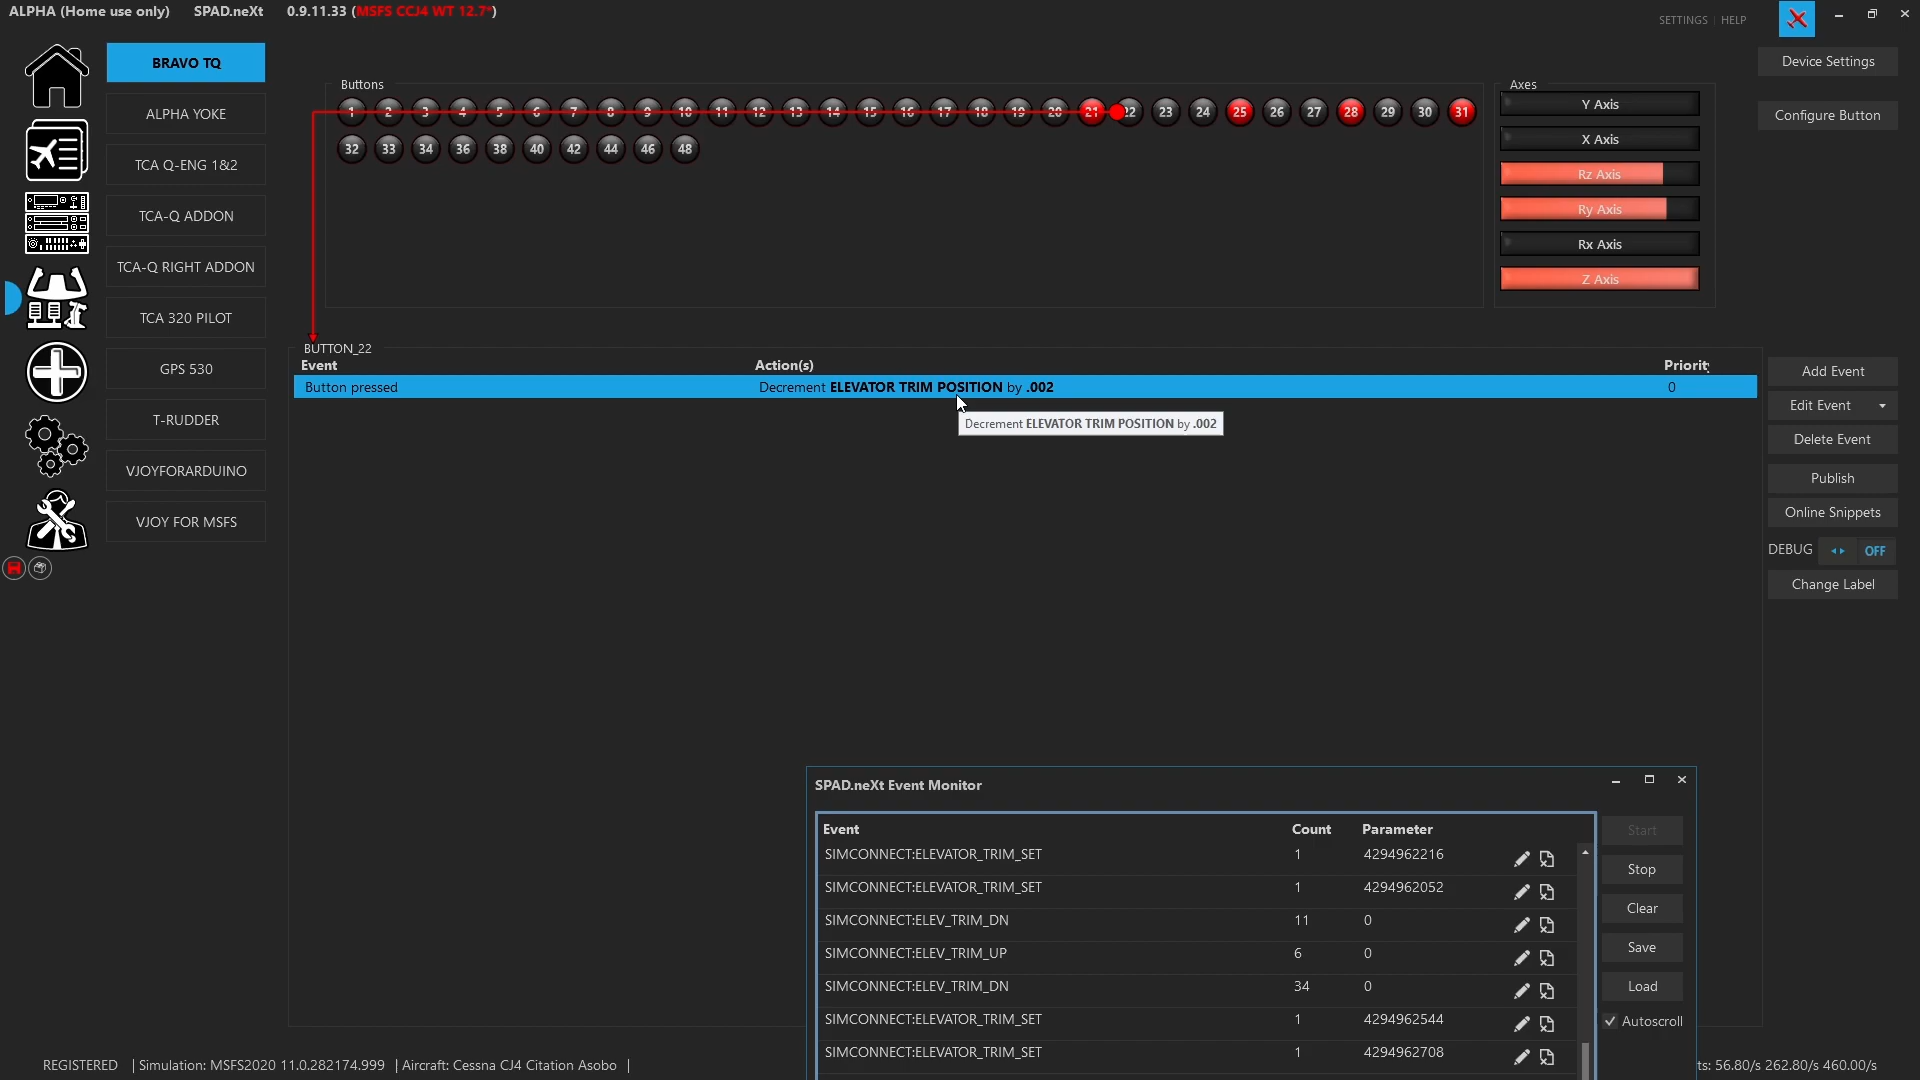 ALPHA (Home use only) SPAD.neXt 0.9.11.33 (MSFS CCJ4 WT 12.7*)
SETTINGS | HELP
BRAVO TQ
ALPHA YOKE
TCA Q-ENG 1&2
TCA-Q ADDON
TCA-Q RIGHT ADDON
TCA 320 PILOT
GPS 530
T-RUDDER
VJOYFORARDUINO
VJOY FOR MSFS
Buttons
1 2 3 4 5 6 7 8 9 10 11 12 13 14 15 16 17 18 19 20 21 22 23 24 25 26 27 28 29 30 31
32 33 34 36 38 40 42 44 46 48
Axes
Y Axis
X Axis
Rz Axis
Ry Axis
Rx Axis
Z Axis
Device Settings
Configure Button
BUTTON_22
Event Action(s) Priority
Button pressed Decrement ELEVATOR TRIM POSITION by .002 0
Decrement ELEVATOR TRIM POSITION by .002
Add Event
Edit Event
Delete Event
Publish
Online Snippets
DEBUG OFF
Change Label
SPAD.neXt Event Monitor
Event Count Parameter
SIMCONNECT:ELEVATOR_TRIM_SET 1 4294962216
SIMCONNECT:ELEVATOR_TRIM_SET 1 4294962052
SIMCONNECT:ELEV_TRIM_DN 11 0
SIMCONNECT:ELEV_TRIM_UP 6 0
SIMCONNECT:ELEV_TRIM_DN 34 0
SIMCONNECT:ELEVATOR_TRIM_SET 1 4294962544
SIMCONNECT:ELEVATOR_TRIM_SET 1 4294962708
Start
Stop
Clear
Save
Load
Autoscroll
REGISTERED | Simulation: MSFS2020 11.0.282174.999 | Aircraft: Cessna CJ4 Citation Asobo |
ts: 56.80/s 262.80/s 460.00/s